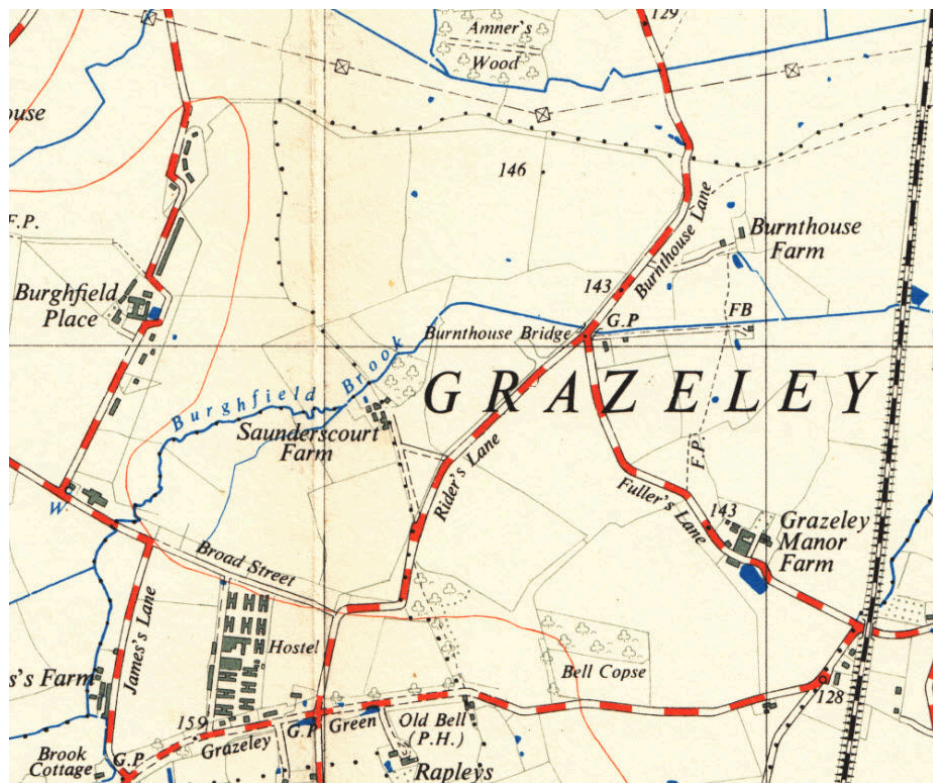 129
Amner's
Wood
ouse
146
F.P.
Burnthouse Lane
Burnthouse
Farm
Burghfield
Place
143
G.P
FB
Burnthouse Bridge
Burghfield Brook
GRAZELEY
Saunderscourt
Farm
Rider's Lane
F.P.
W
Fuller's Lane
143
Grazeley
Manor
Farm
Broad Street
James's Lane
Hostel
s's Farm
Bell Copse
128
159
G.P
Green
Old Bell
(P.H.)
Grazeley
Brook
Cottage
G.P
Rapleys